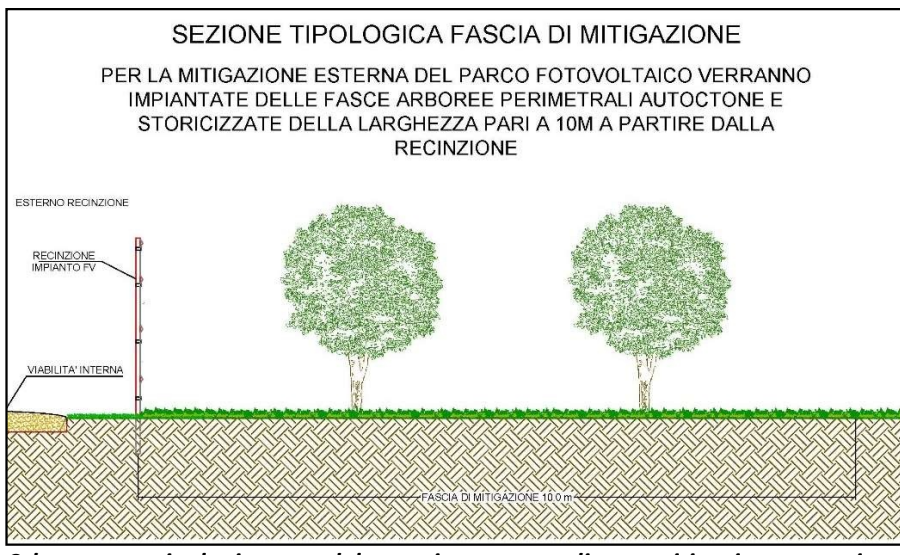 SEZIONE TIPOLOGICA FASCIA DI MITIGAZIONE
PER LA MITIGAZIONE ESTERNA DEL PARCO FOTOVOLTAICO VERRANNO
IMPIANTATE DELLE FASCE ARBOREE PERIMETRALI AUTOCTONE E
STORICIZZATE DELLA LARGHEZZA PARI A 10M A PARTIRE DALLA
RECINZIONE
ESTERNO RECINZIONE
RECINZIONE
IMPIANTO FV
VIABILITA' INTERNA
FASCIA DI MITIGAZIONE 10.0 m